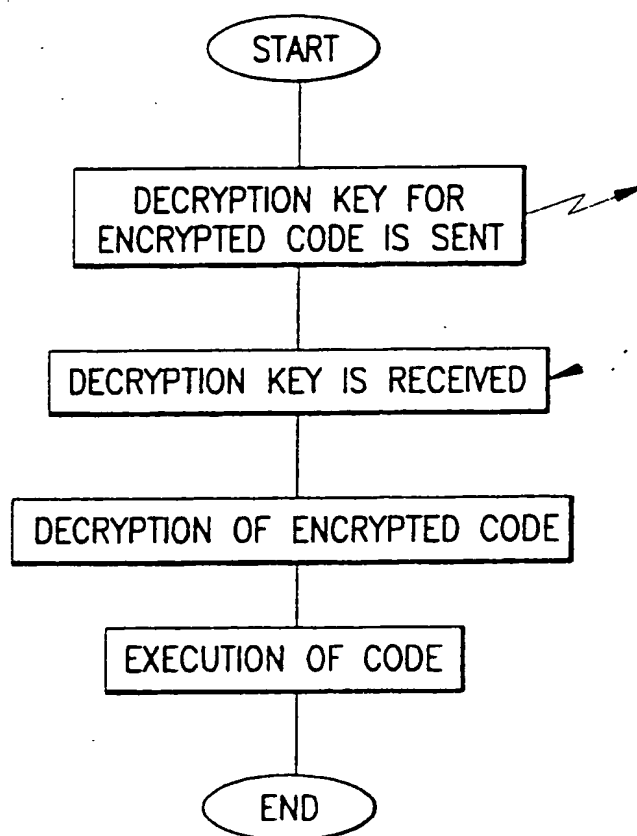 START
DECRYPTION KEY FOR
ENCRYPTED CODE IS SENT
DECRYPTION KEY IS RECEIVED
DECRYPTION OF ENCRYPTED CODE
EXECUTION OF CODE
END